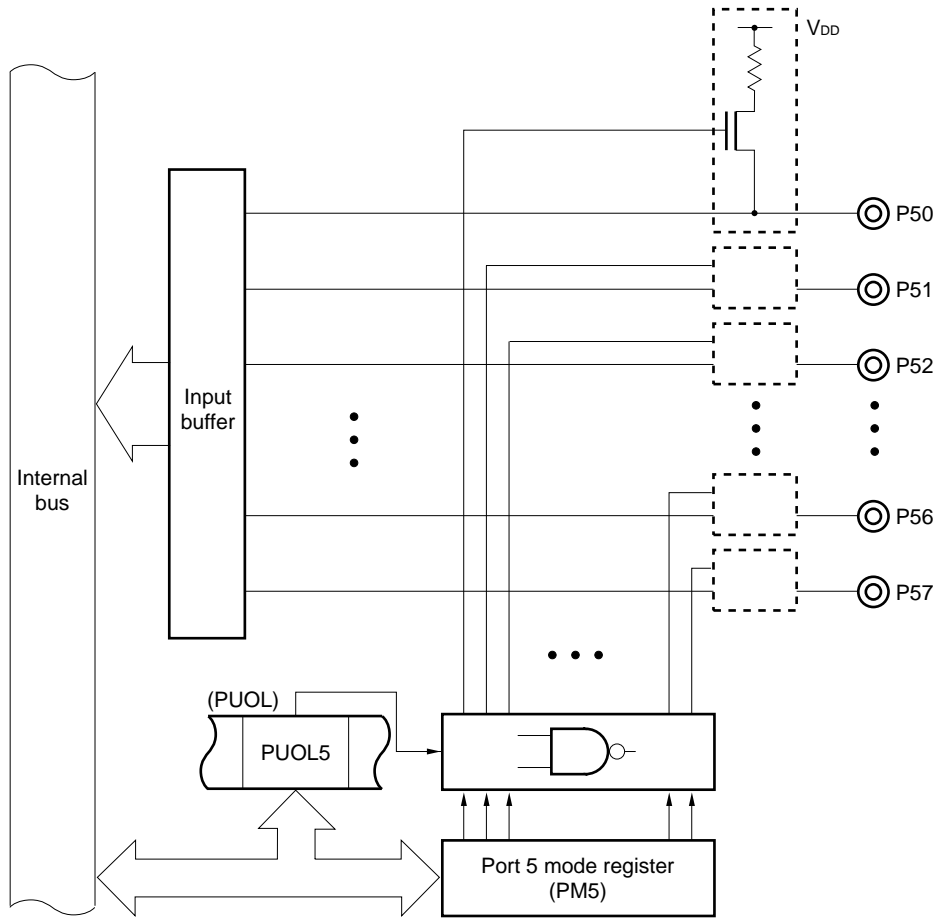 VDD
P50
P51
P52
Input
buffer
Internal
bus
P56
P57
(PUOL)
PUOL5
Port 5 mode register
(PM5)